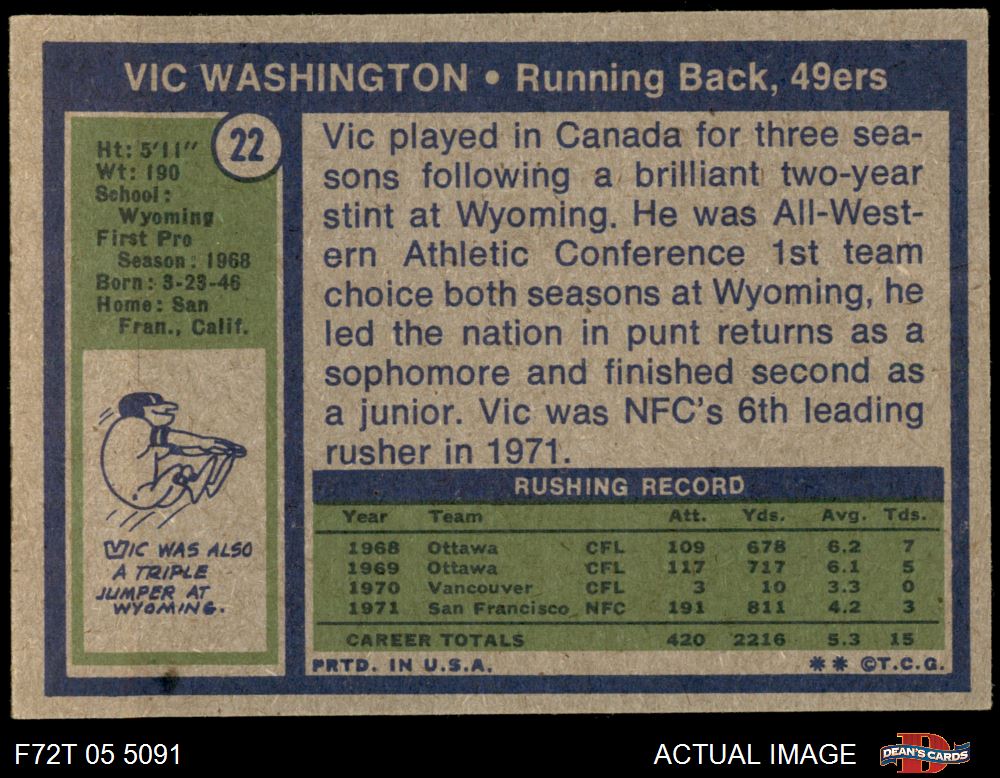 VIC WASHINGTON • Running Back, 49ers
22
Ht: 5'11"
Wt: 190
School:
Wyoming
First Pro
Season: 1968
Born: 3-23-46
Home: San
Fran., Calif.
VIC WAS ALSO
A TRIPLE
JUMPER AT
WYOMING.
Vic played in Canada for three sea-
sons following a brilliant two-year
stint at Wyoming. He was All-West-
ern Athletic Conference 1st team
choice both seasons at Wyoming, he
led the nation in punt returns as a
sophomore and finished second as
a junior. Vic was NFC's 6th leading
rusher in 1971.
RUSHING RECORD
Year Team Att. Yds. Avg. Tds.
1968 Ottawa CFL 109 678 6.2 7
1969 Ottawa CFL 117 717 6.1 5
1970 Vancouver CFL 3 10 3.3 0
1971 San Francisco NFC 191 811 4.2 3
CAREER TOTALS 420 2216 5.3 15
PRTD. IN U.S.A. ** ©T.C.G.
F72T 05 5091 ACTUAL IMAGE DEAN'S CARDS